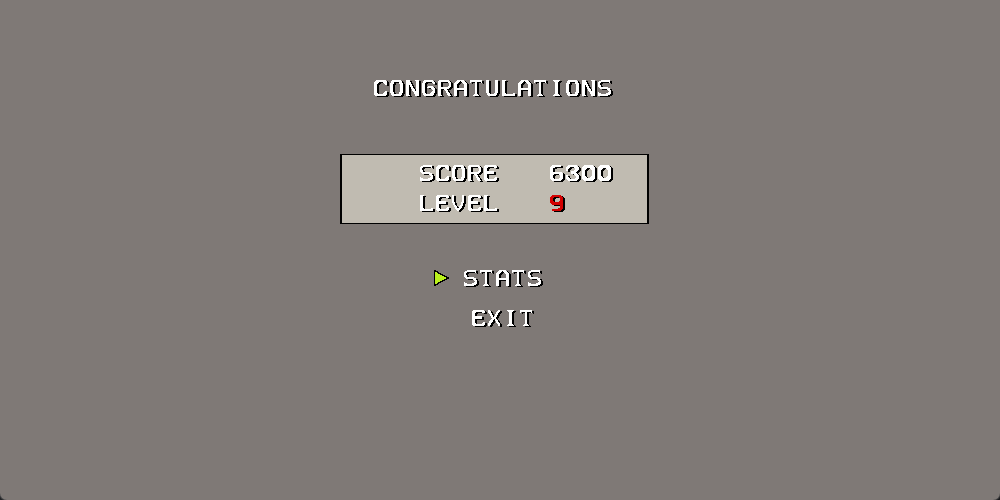 CONGRATULATIONS
SCORE 6300
LEVEL 9
STATS
EXIT